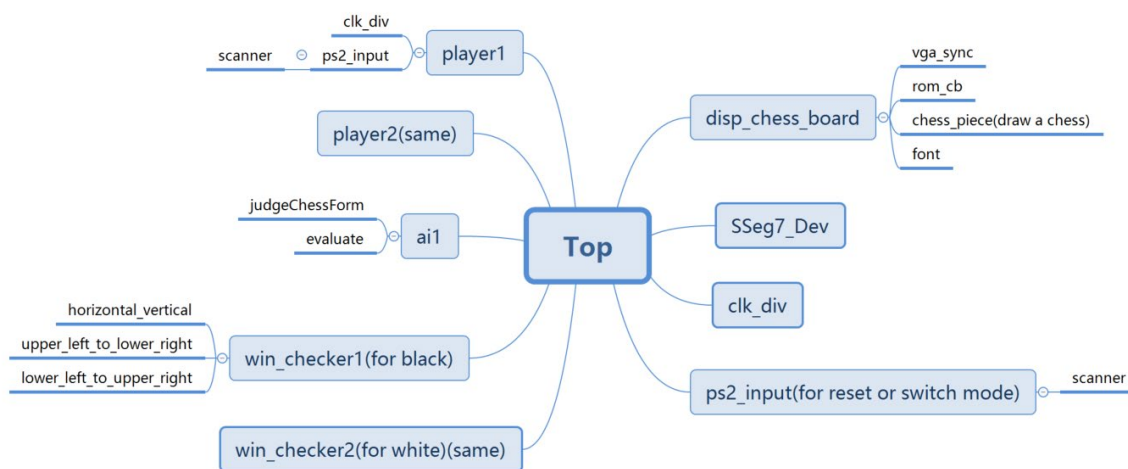 clk_div
scanner
ps2_input
player1
player2(same)
judgeChessForm
evaluate
ai1
horizontal_vertical
upper_left_to_lower_right
lower_left_to_upper_right
win_checker1(for black)
win_checker2(for white)(same)
Top
vga_sync
rom_cb
chess_piece(draw a chess)
font
disp_chess_board
SSeg7_Dev
clk_div
ps2_input(for reset or switch mode)
scanner